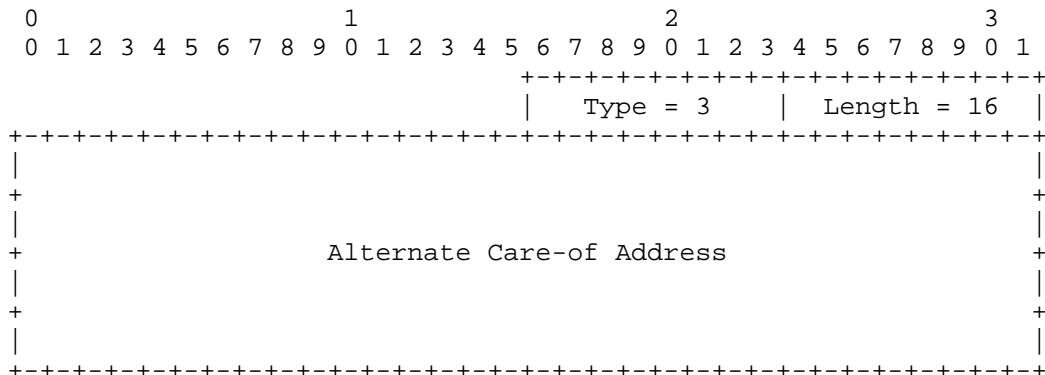 0 1 2 3
0 1 2 3 4 5 6 7 8 9 0 1 2 3 4 5 6 7 8 9 0 1 2 3 4 5 6 7 8 9 0 1
+-+-+-+-+-+-+-+-+-+-+-+-+-+-+-+-+
| Type = 3 | Length = 16 |
+-+-+-+-+-+-+-+-+-+-+-+-+-+-+-+-+-+-+-+-+-+-+-+-+-+-+-+-+-+-+-+-+
| |
+ +
| |
+ Alternate Care-of Address +
| |
+ +
| |
+-+-+-+-+-+-+-+-+-+-+-+-+-+-+-+-+-+-+-+-+-+-+-+-+-+-+-+-+-+-+-+-+